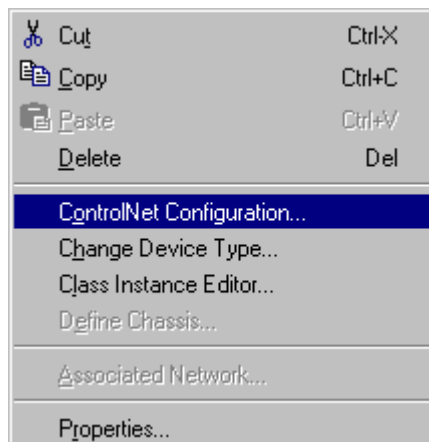 Cut Ctrl-X
Copy Ctrl+C
Paste Ctrl+V
Delete Del
ControlNet Configuration...
Change Device Type...
Class Instance Editor...
Define Chassis...
Associated Network...
Properties...